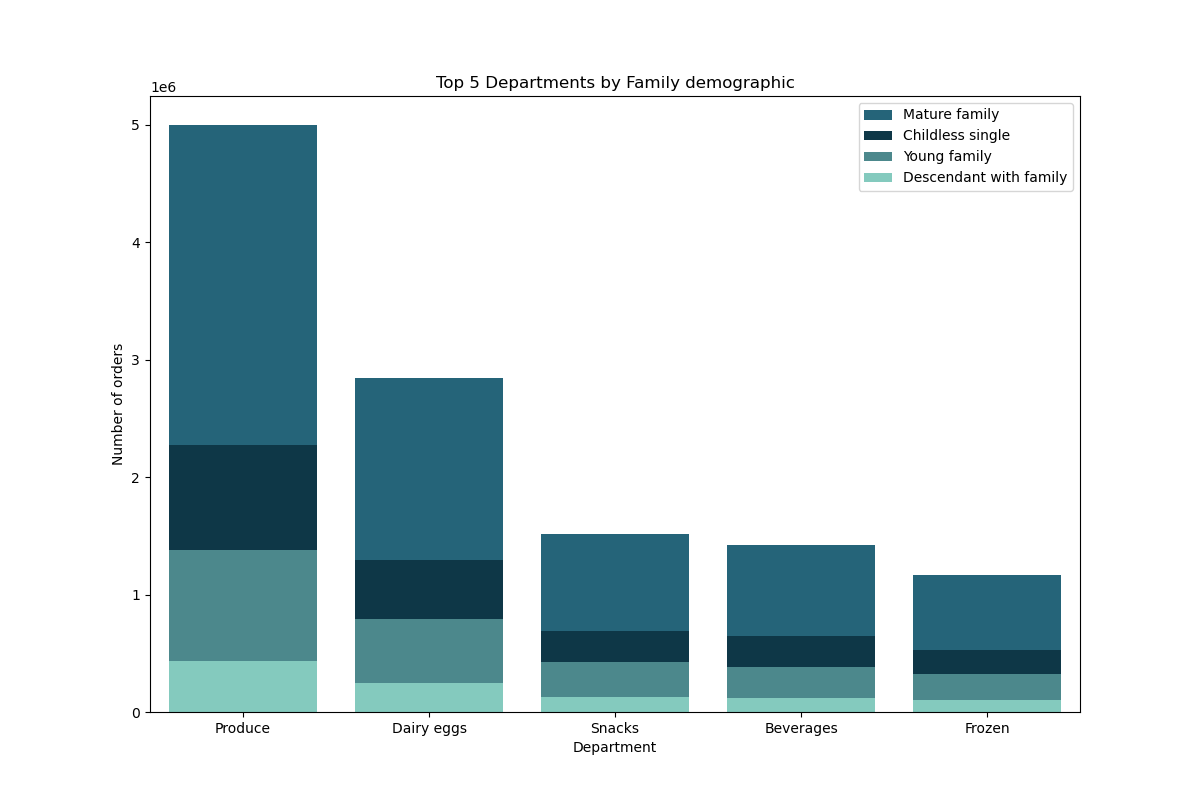 Top 5 Departments by Family demographic
1e6
Mature family
Childless single
Young family
Descendant with family
5
4
3
2
1
0
Number of orders
Produce
Dairy eggs
Snacks
Beverages
Frozen
Department